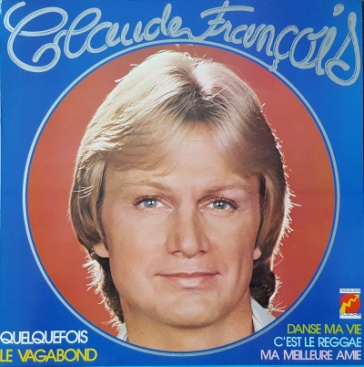 Claude François
QUELQUEFOIS
LE VAGABOND
DANSE MA VIE
C'EST LE REGGAE
MA MEILLEURE AMIE